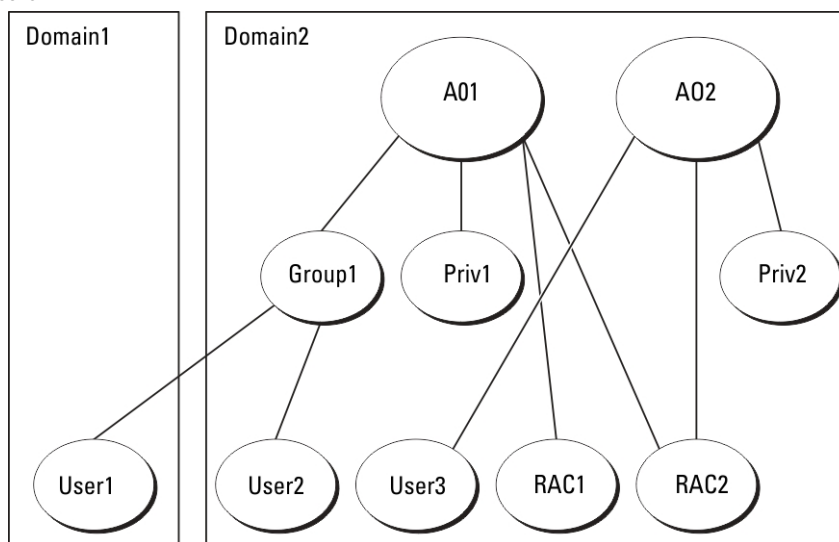 Domain1
Domain2
A01
AO2
Group1
Priv1
Priv2
User1
User2
User3
RAC1
RAC2